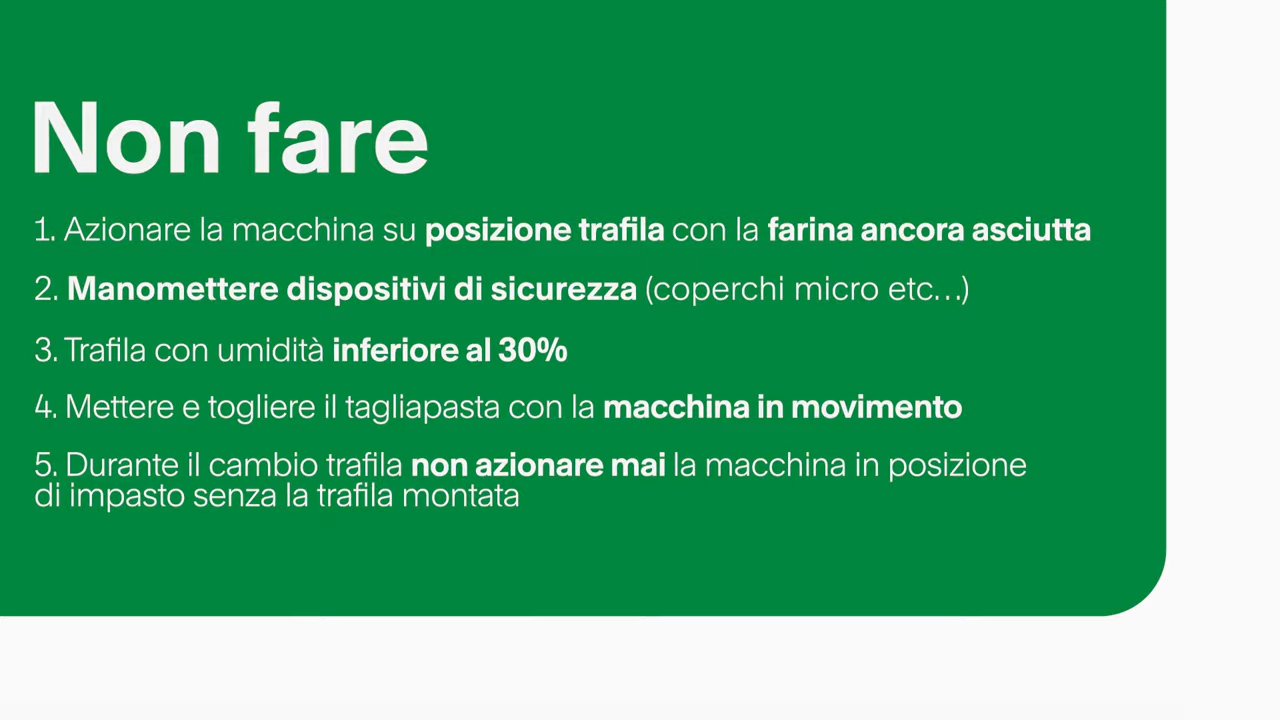 Non fare
1. Azionare la macchina su posizione trafila con la farina ancora asciutta
2. Manomettere dispositivi di sicurezza (coperchi micro etc...)
3. Trafila con umidità inferiore al 30%
4. Mettere e togliere il tagliapasta con la macchina in movimento
5. Durante il cambio trafila non azionare mai la macchina in posizione
di impasto senza la trafila montata